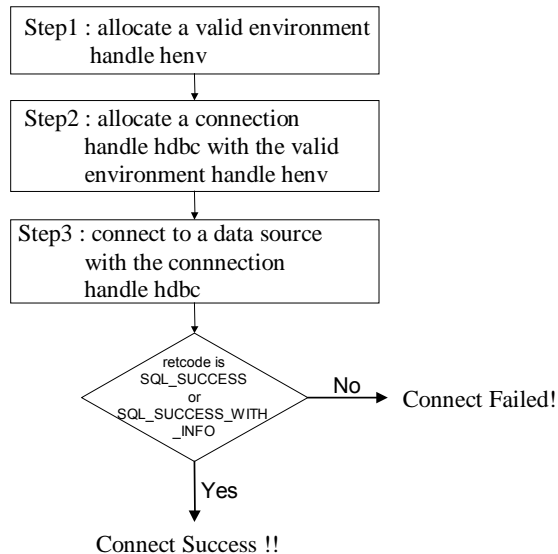 Step1 : allocate a valid environment
handle henv
Step2 : allocate a connection
handle hdbc with the valid
environment handle henv
Step3 : connect to a data source
with the connnection
handle hdbc
retcode is
SQL_SUCCESS
or
SQL_SUCCESS_WITH
_INFO
No
Connect Failed!
Yes
Connect Success !!